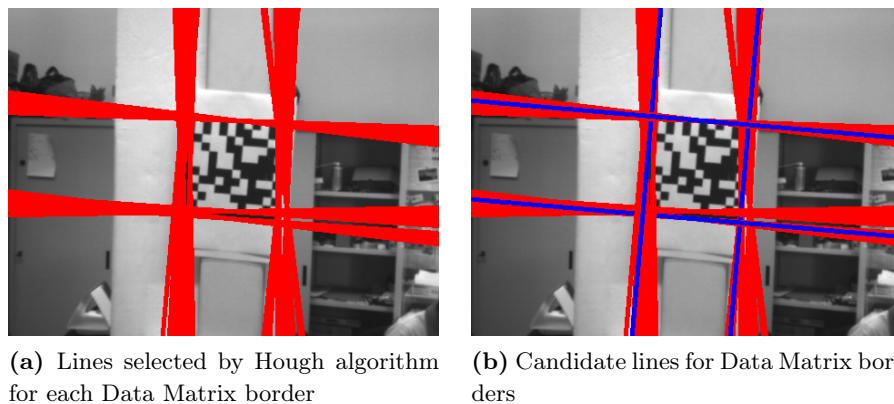 (a) Lines selected by Hough algorithm
for each Data Matrix border
(b) Candidate lines for Data Matrix bor-
ders